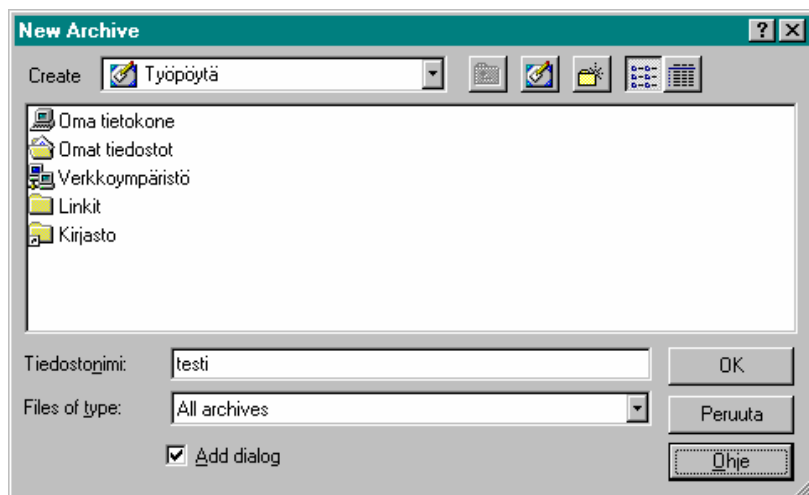 New Archive
Create Työpöytä
Oma tietokone
Omat tiedostot
Verkkoympäristö
Linkit
Kirjasto
Tiedostonimi: testi OK
Files of type: All archives Peruuta
Add dialog Ohje